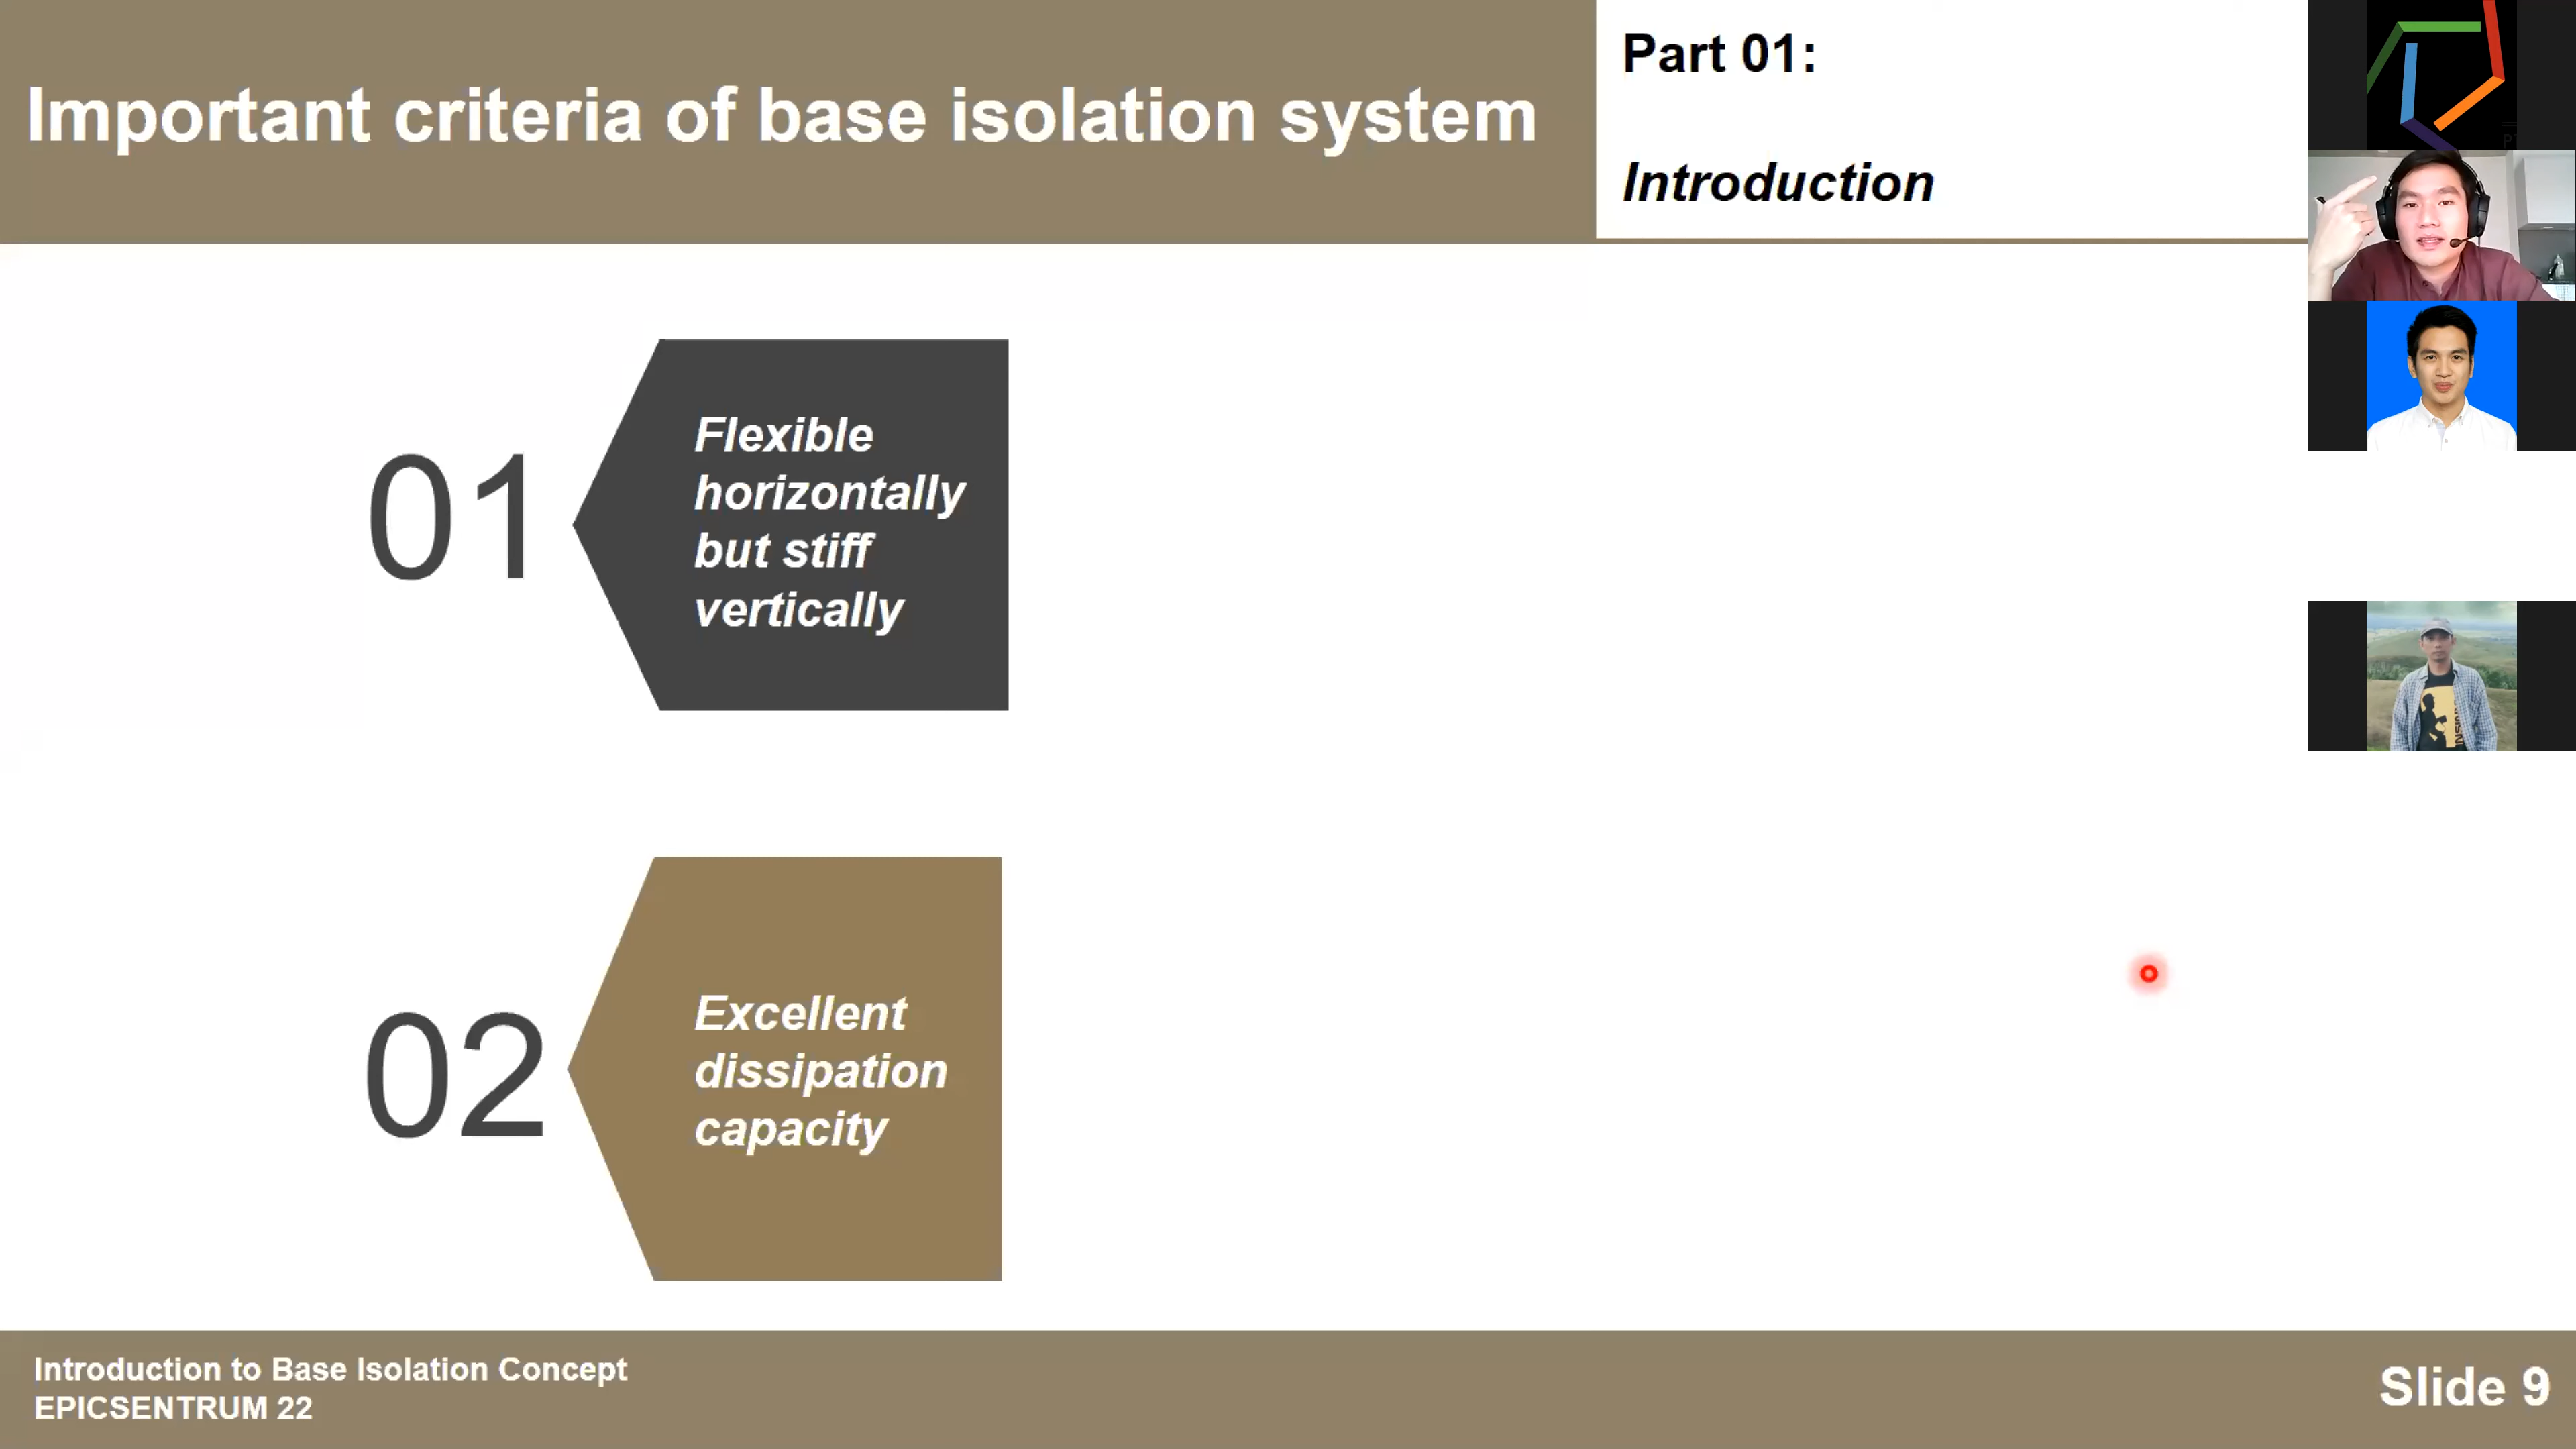 Important criteria of base isolation system
Part 01:
Introduction
01
Flexible
horizontally
but stiff
vertically
02
Excellent
dissipation
capacity
Introduction to Base Isolation Concept
EPICSENTRUM 22
Slide 9